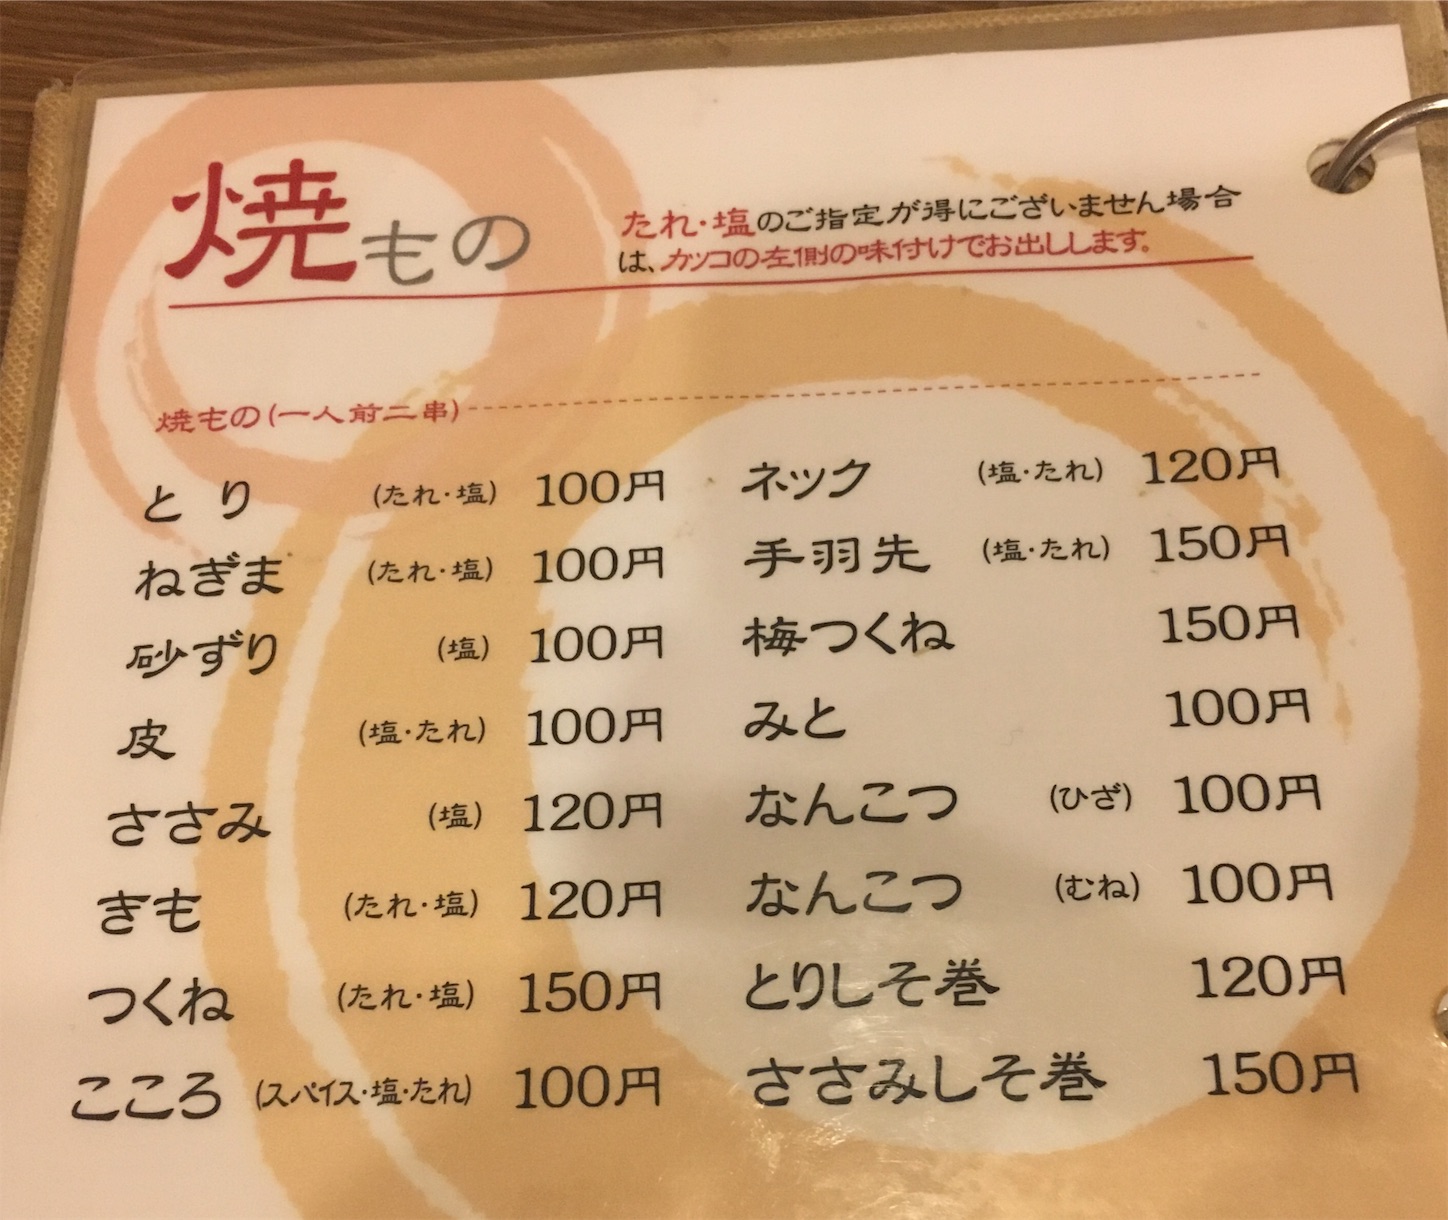 焼もの
たれ・塩のご指定が得にございません場合
は、カッコの左側の味付けでお出しします。
焼もの(一人前二串)
とり (たれ・塩) 100円
ねぎま (たれ・塩) 100円
砂ずり (塩) 100円
皮 (塩・たれ) 100円
ささみ (塩) 120円
きも (たれ・塩) 120円
つくね (たれ・塩) 150円
こころ (スパイス・塩・たれ) 100円
ネック (塩・たれ) 120円
手羽先 (塩・たれ) 150円
梅つくね 150円
みと 100円
なんこつ (ひざ) 100円
なんこつ (むね) 100円
とりしそ巻 120円
ささみしそ巻 150円